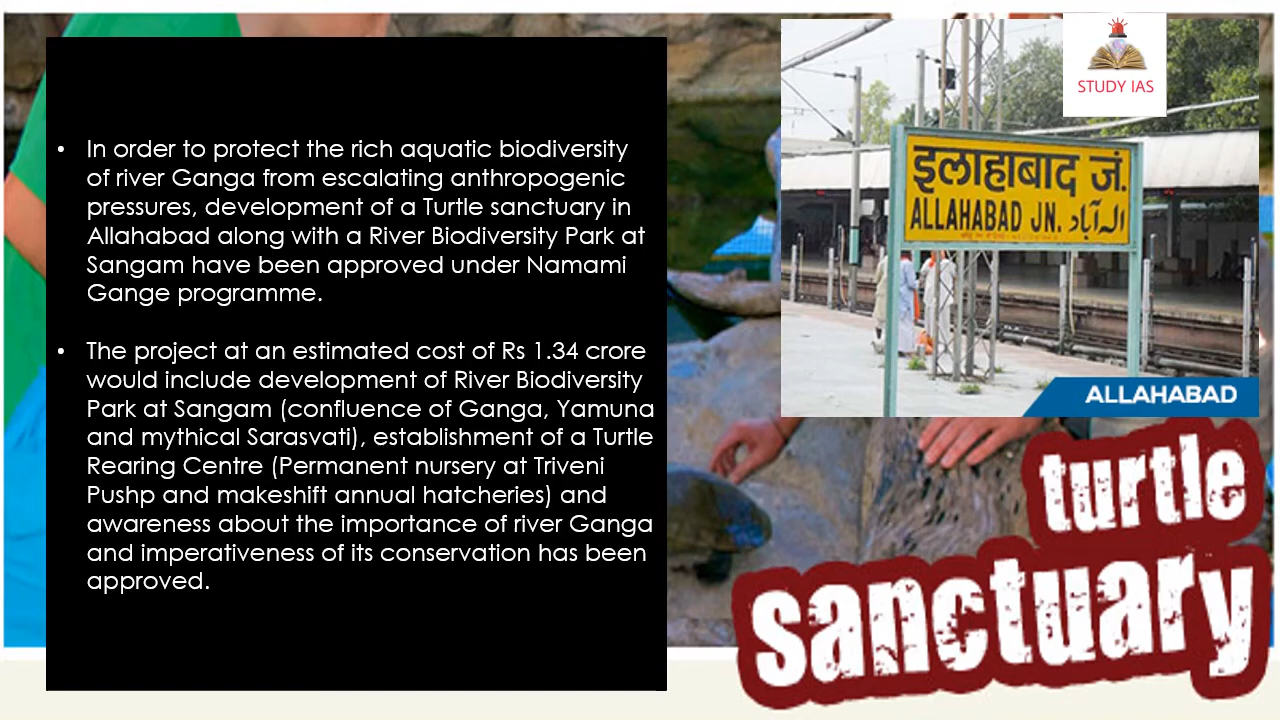 • In order to protect the rich aquatic biodiversity
of river Ganga from escalating anthropogenic
pressures, development of a Turtle sanctuary in
Allahabad along with a River Biodiversity Park at
Sangam have been approved under Namami
Gange programme.
• The project at an estimated cost of Rs 1.34 crore
would include development of River Biodiversity
Park at Sangam (confluence of Ganga, Yamuna
and mythical Sarasvati), establishment of a Turtle
Rearing Centre (Permanent nursery at Triveni
Pushp and makeshift annual hatcheries) and
awareness about the importance of river Ganga
and imperativeness of its conservation has been
approved.
STUDY IAS
इलाहाबाद जं.
ALLAHABAD JN. الہ آباد
ALLAHABAD
turtle
sanctuary